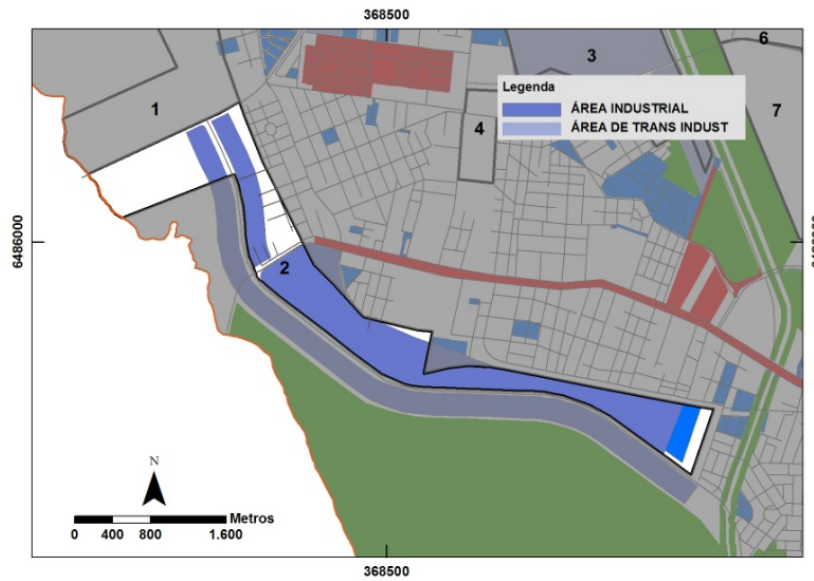 368500
6
3
Legenda
ÁREA INDUSTRIAL
ÁREA DE TRANS INDUST
1
4
7
6486000
2
N
Metros
0 400 800 1.600
368500